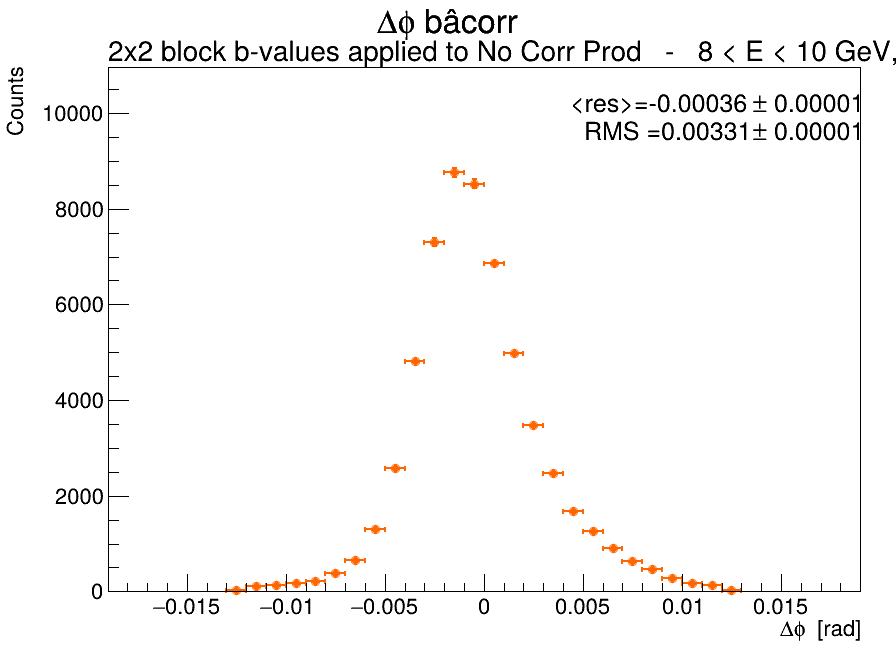 Δϕ bâcorr
2x2 block b-values applied to No Corr Prod - 8 < E < 10 GeV,
Counts
<res>=-0.00036 ± 0.00001
RMS =0.00331± 0.00001
10000
8000
6000
4000
2000
0
−0.015 −0.01 −0.005 0 0.005 0.01 0.015
Δϕ [rad]